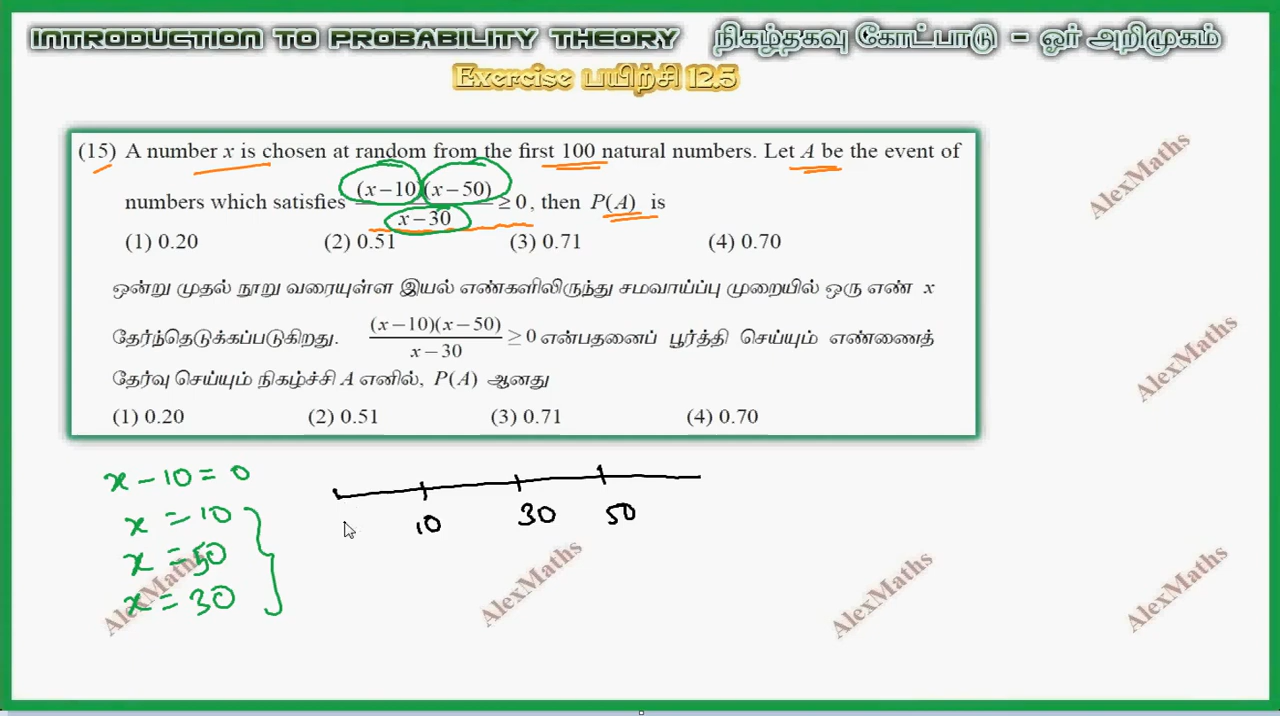 INTRODUCTION TO PROBABILITY THEORY நிகழ்தகவு கோட்பாடு - ஓர் அறிமுகம்
Exercise பயிற்சி 12.5
(15) A number x is chosen at random from the first 100 natural numbers. Let A be the event of
numbers which satisfies (x−10)(x−50)/(x−30) ≥ 0, then P(A) is
(1) 0.20 (2) 0.51 (3) 0.71 (4) 0.70
ஒன்று முதல் நூறு வரையுள்ள இயல் எண்களிலிருந்து சமவாய்ப்பு முறையில் ஒரு எண் x
தேர்ந்தெடுக்கப்படுகிறது. (x−10)(x−50)/(x−30) ≥ 0 என்பதனைப் பூர்த்தி செய்யும் எண்ணைத்
தேர்வு செய்யும் நிகழ்ச்சி A எனில், P(A) ஆனது
(1) 0.20 (2) 0.51 (3) 0.71 (4) 0.70
x - 10 = 0
x = 10
x = 50
x = 30
10 30 50
AlexMaths
AlexMaths
AlexMaths
AlexMaths
AlexMaths
AlexMaths